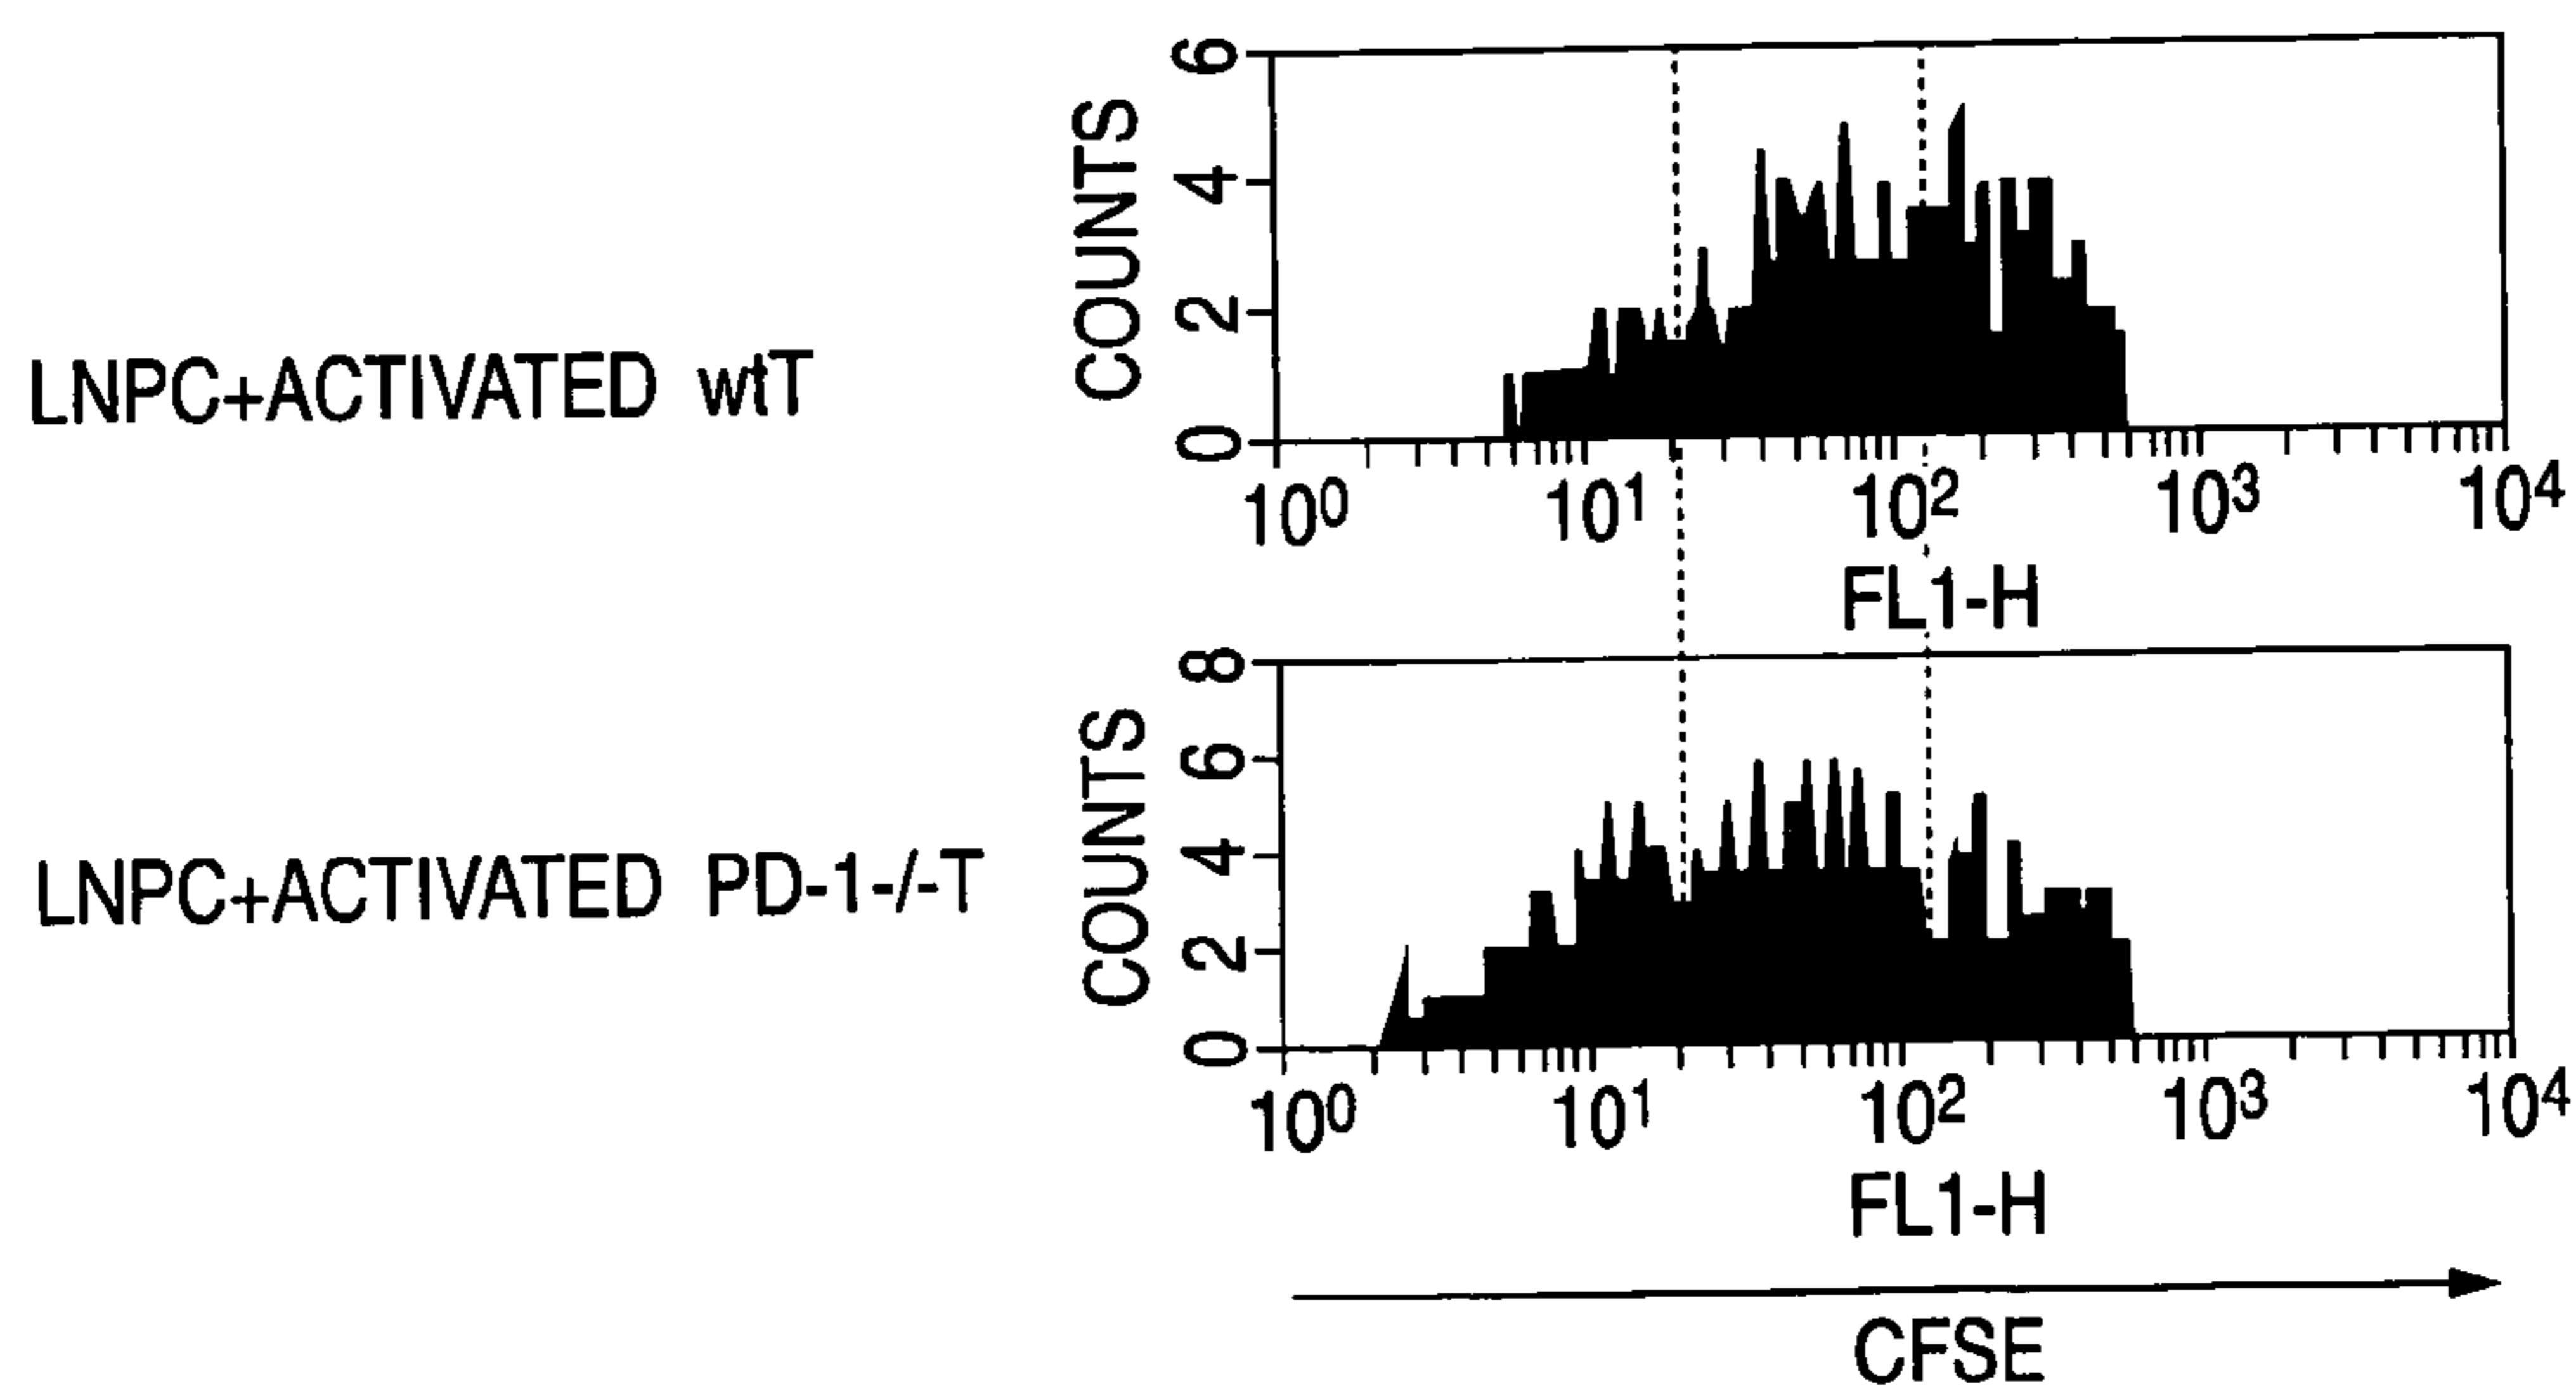 LNPC+ACTIVATED wtT
COUNTS
6
4
2
0
10⁰ 10¹ 10² 10³ 10⁴
FL1-H
LNPC+ACTIVATED PD-1-/-T
COUNTS
8
6
4
2
0
10⁰ 10¹ 10² 10³ 10⁴
FL1-H
CFSE